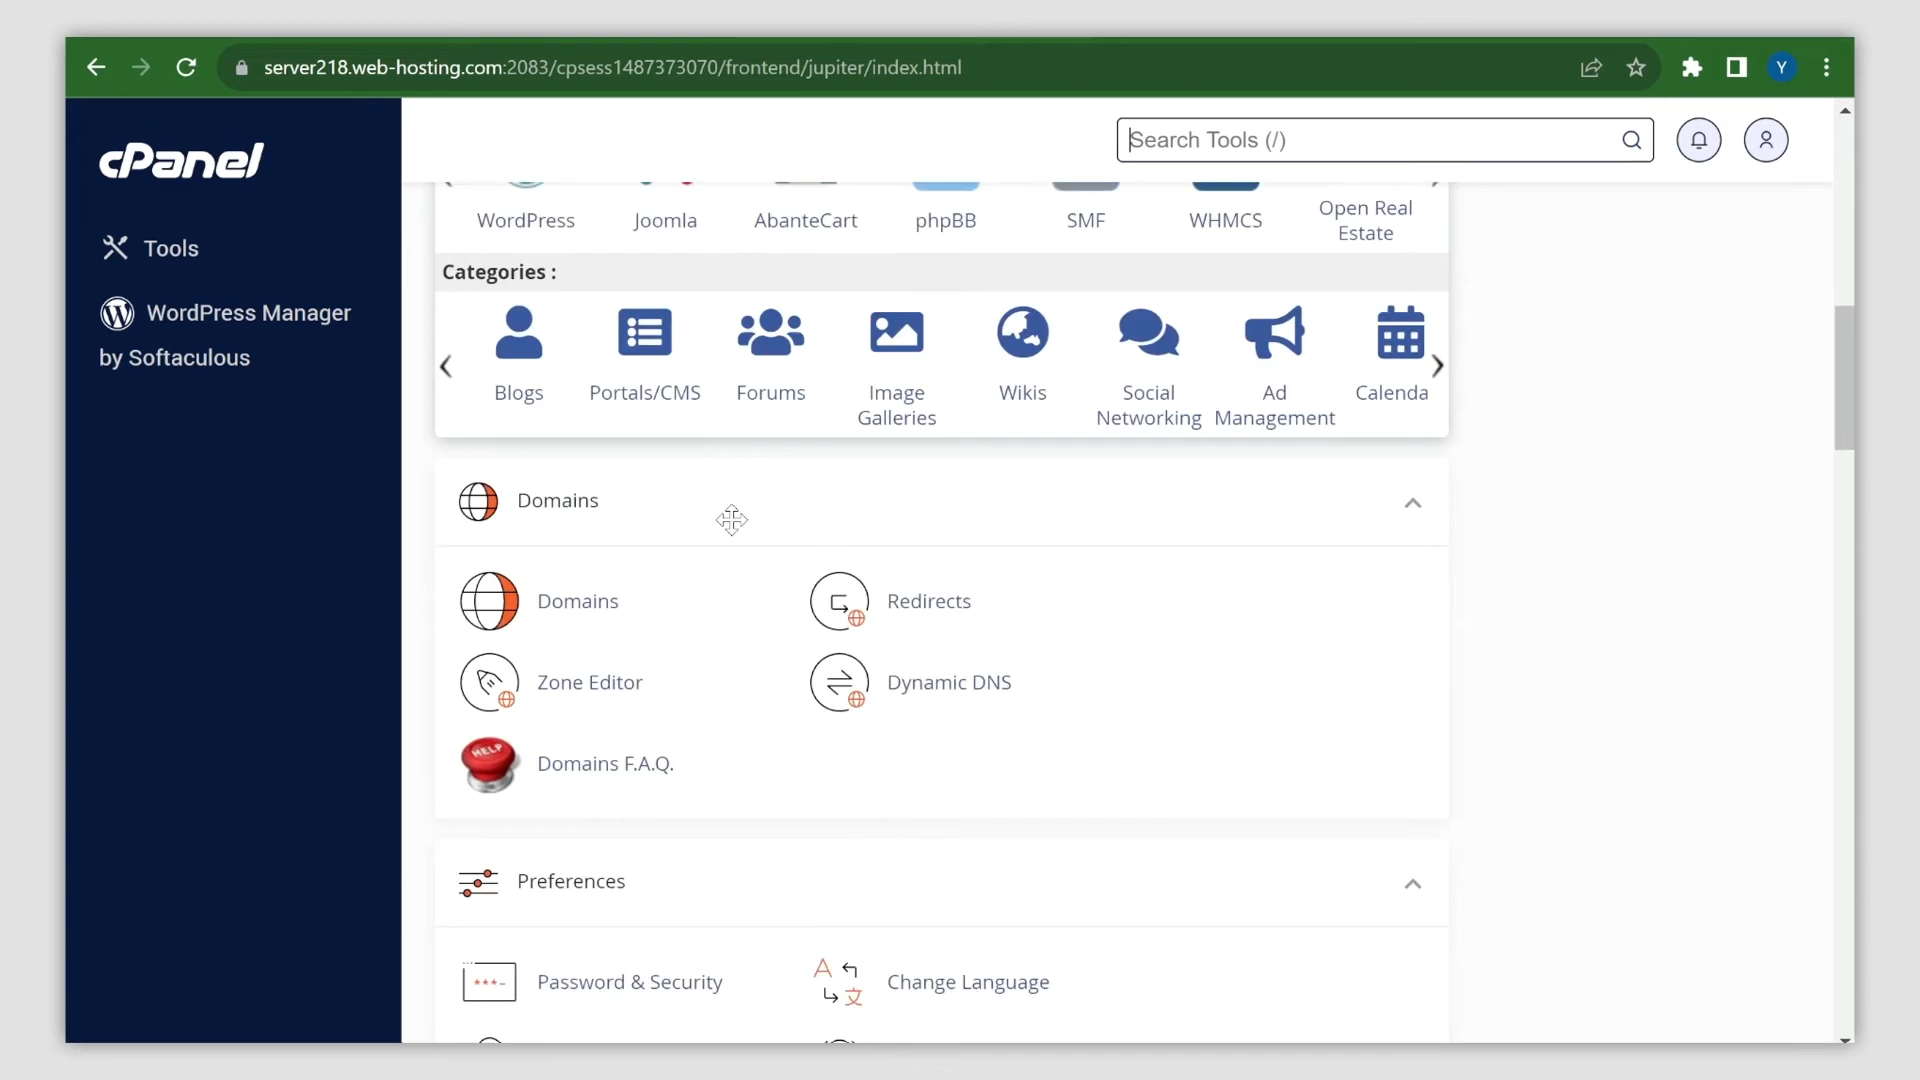 server218.web-hosting.com:2083/cpsess1487373070/frontend/jupiter/index.html
Y
cPanel
Search Tools (/)
Tools
WordPress Manager
by Softaculous
WordPress
Joomla
AbanteCart
phpBB
SMF
WHMCS
Open Real
Estate
Categories :
Blogs
Portals/CMS
Forums
Image
Galleries
Wikis
Social
Networking
Ad
Management
Calenda
Domains
Domains
Redirects
Zone Editor
Dynamic DNS
HELP
Domains F.A.Q.
Preferences
***-
Password & Security
A
文
Change Language